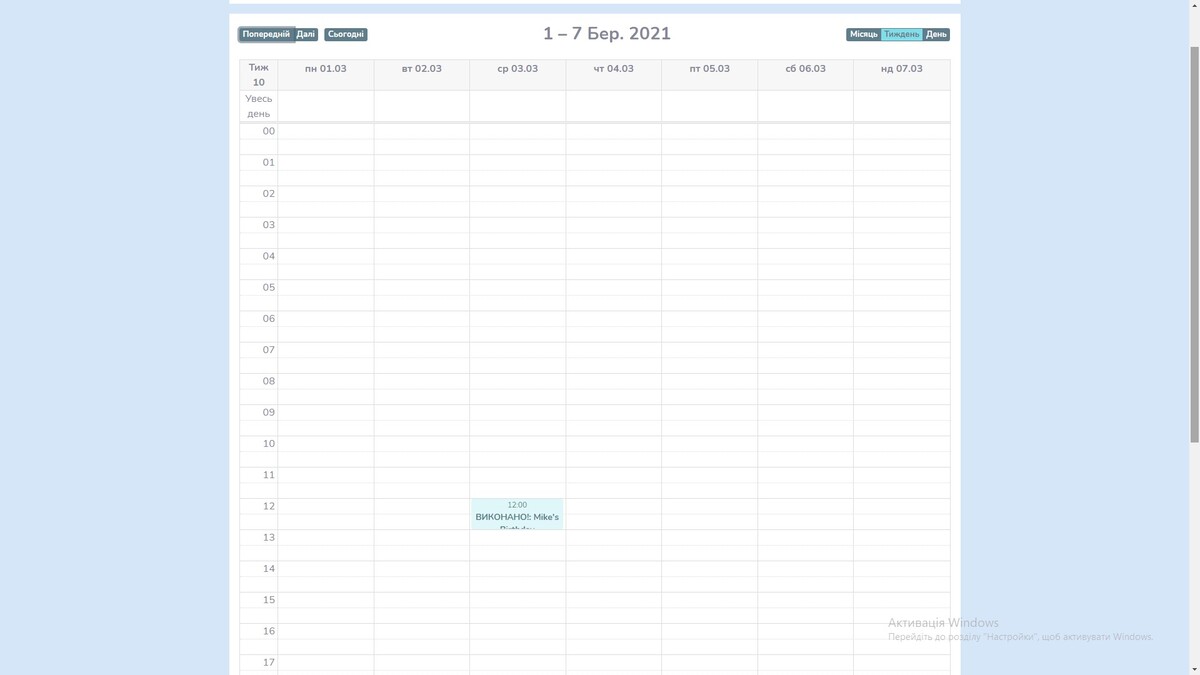 Попередній Далі Сьогодні 1 – 7 Бер. 2021 Місяць Тиждень День
Тиж 10 пн 01.03 вт 02.03 ср 03.03 чт 04.03 пт 05.03 сб 06.03 нд 07.03
Увесь
день
00
01
02
03
04
05
06
07
08
09
10
11
12
12:00
ВИКОНАНО!: Mike's
Birthday
13
14
15
16
17
Активація Windows
Перейдіть до розділу "Настройки", щоб активувати Windows.